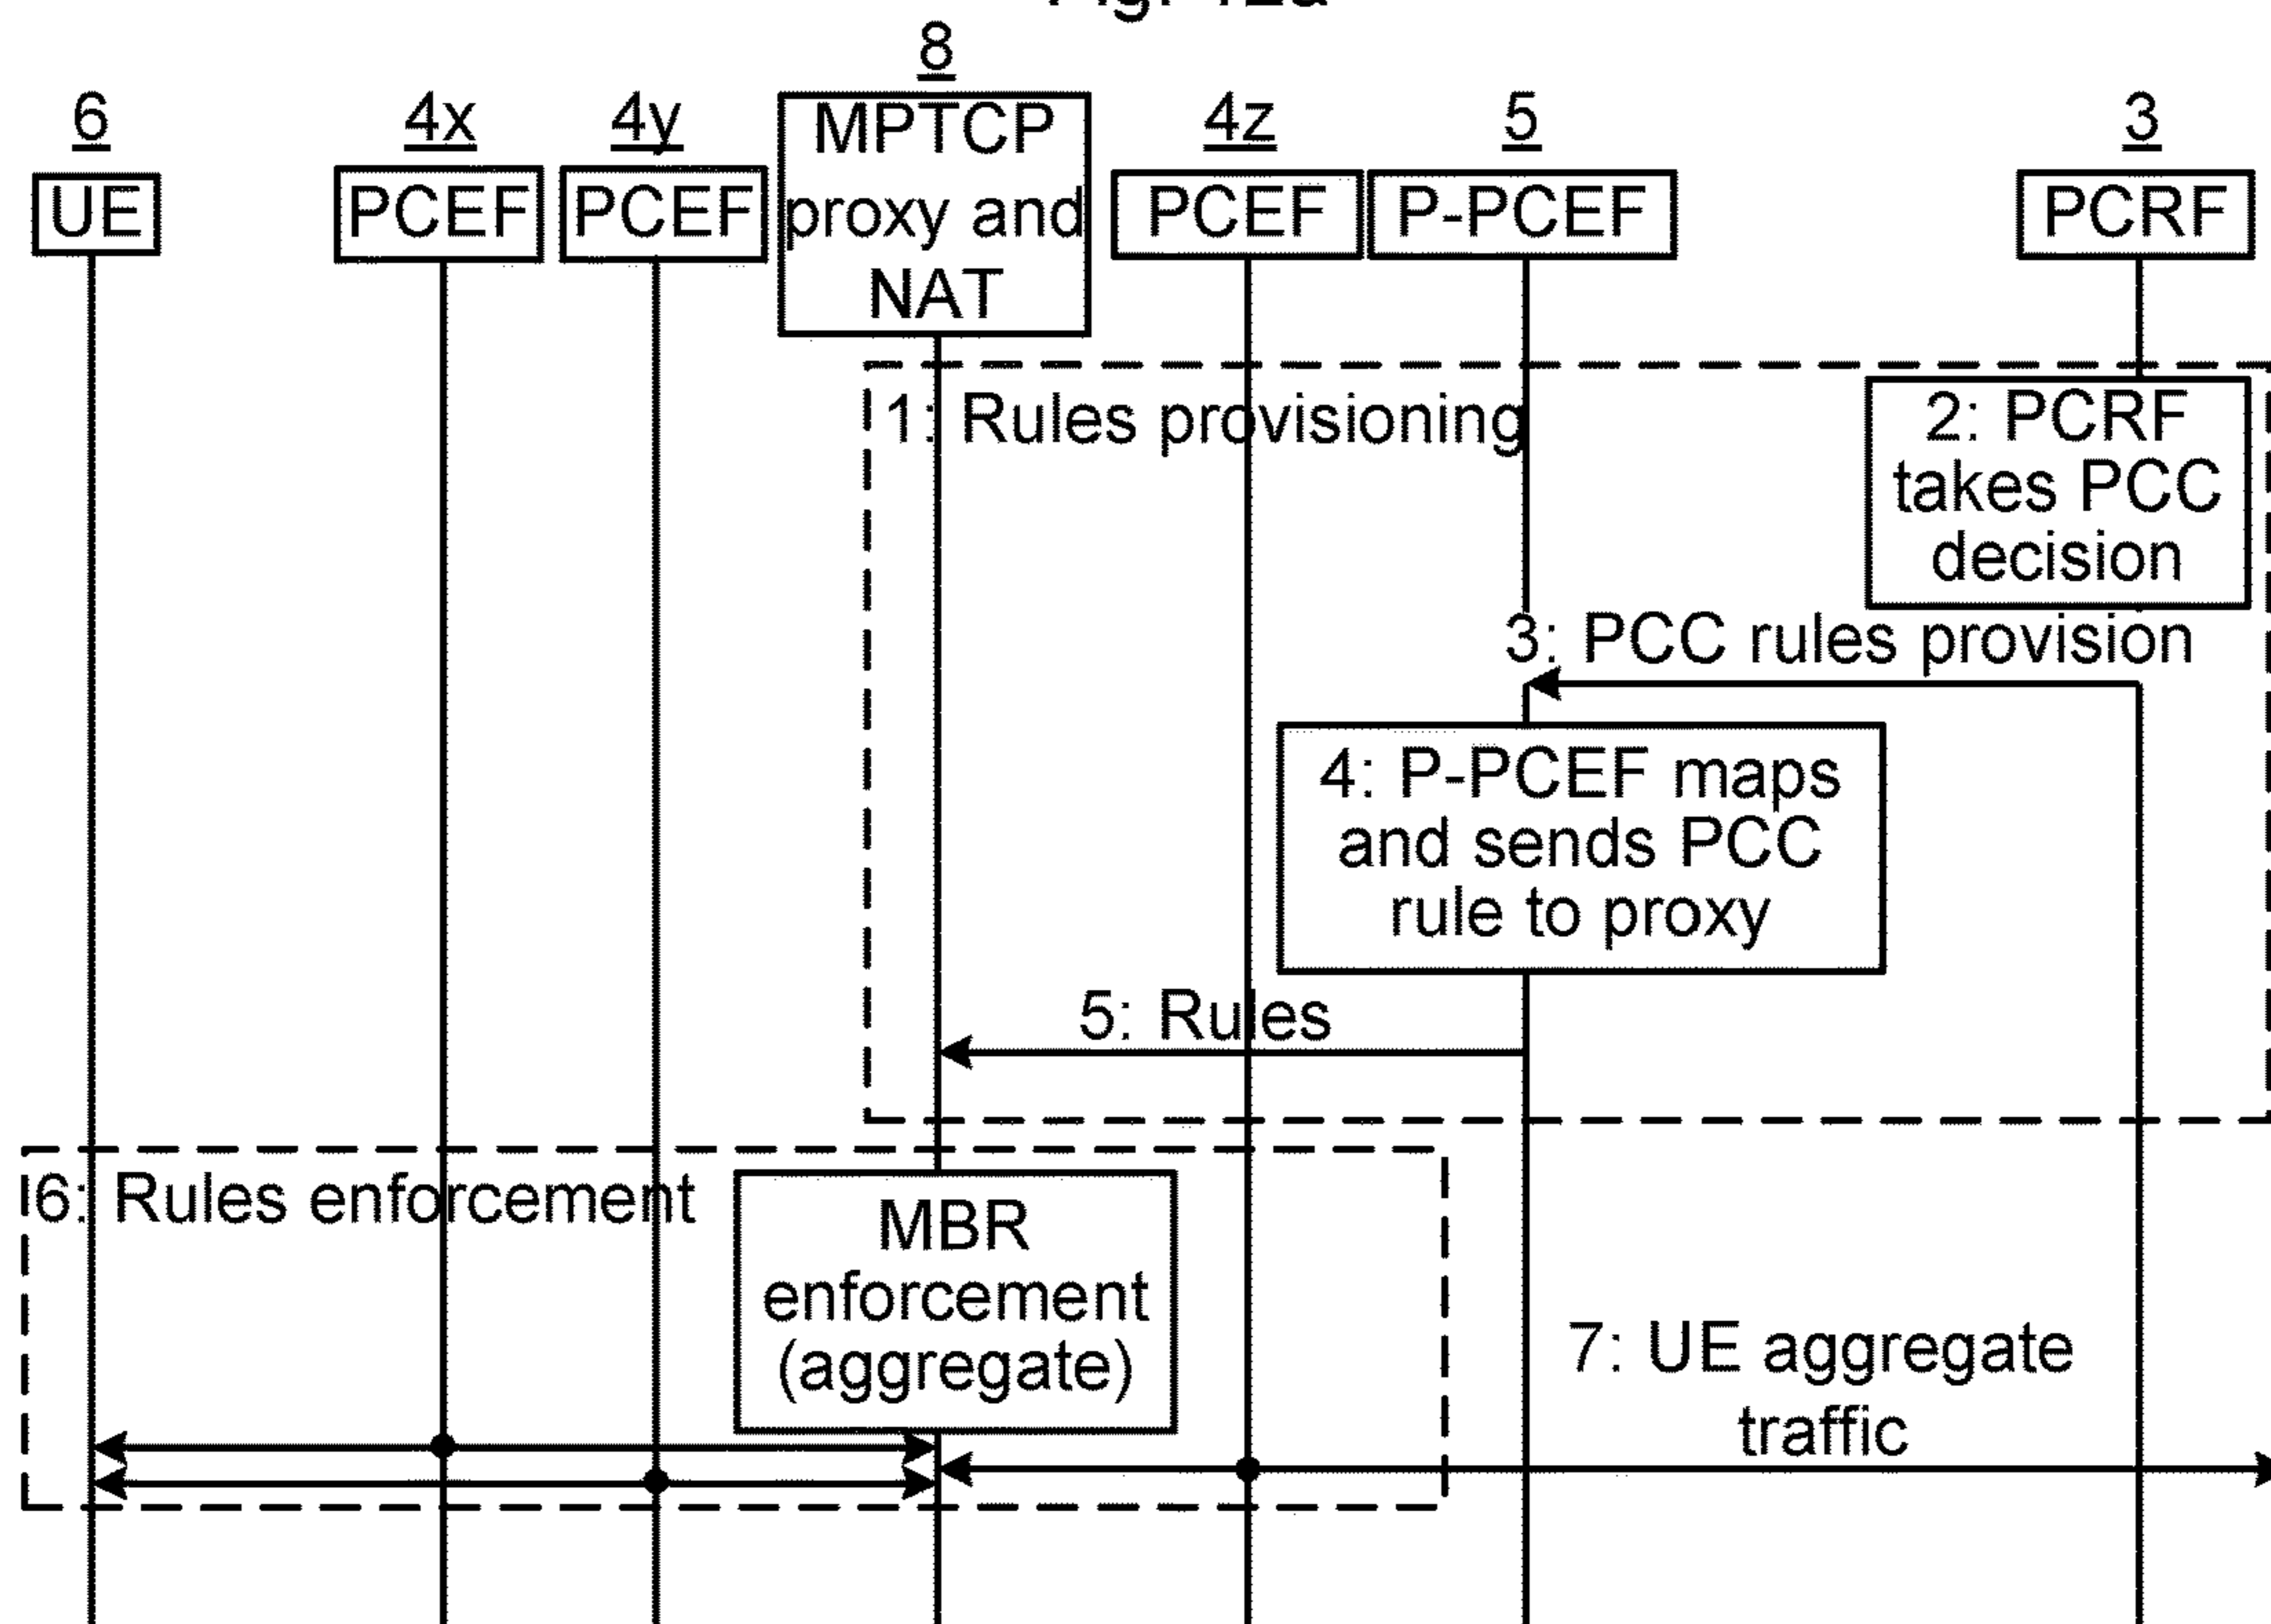 8
6
4x
4y
4z
5
3
UE
PCEF
PCEF
MPTCP
proxy and
NAT
PCEF
P-PCEF
PCRF
1: Rules provisioning
2: PCRF
takes PCC
decision
3: PCC rules provision
4: P-PCEF maps
and sends PCC
rule to proxy
5: Rules
6: Rules enforcement
MBR
enforcement
(aggregate)
7: UE aggregate
traffic